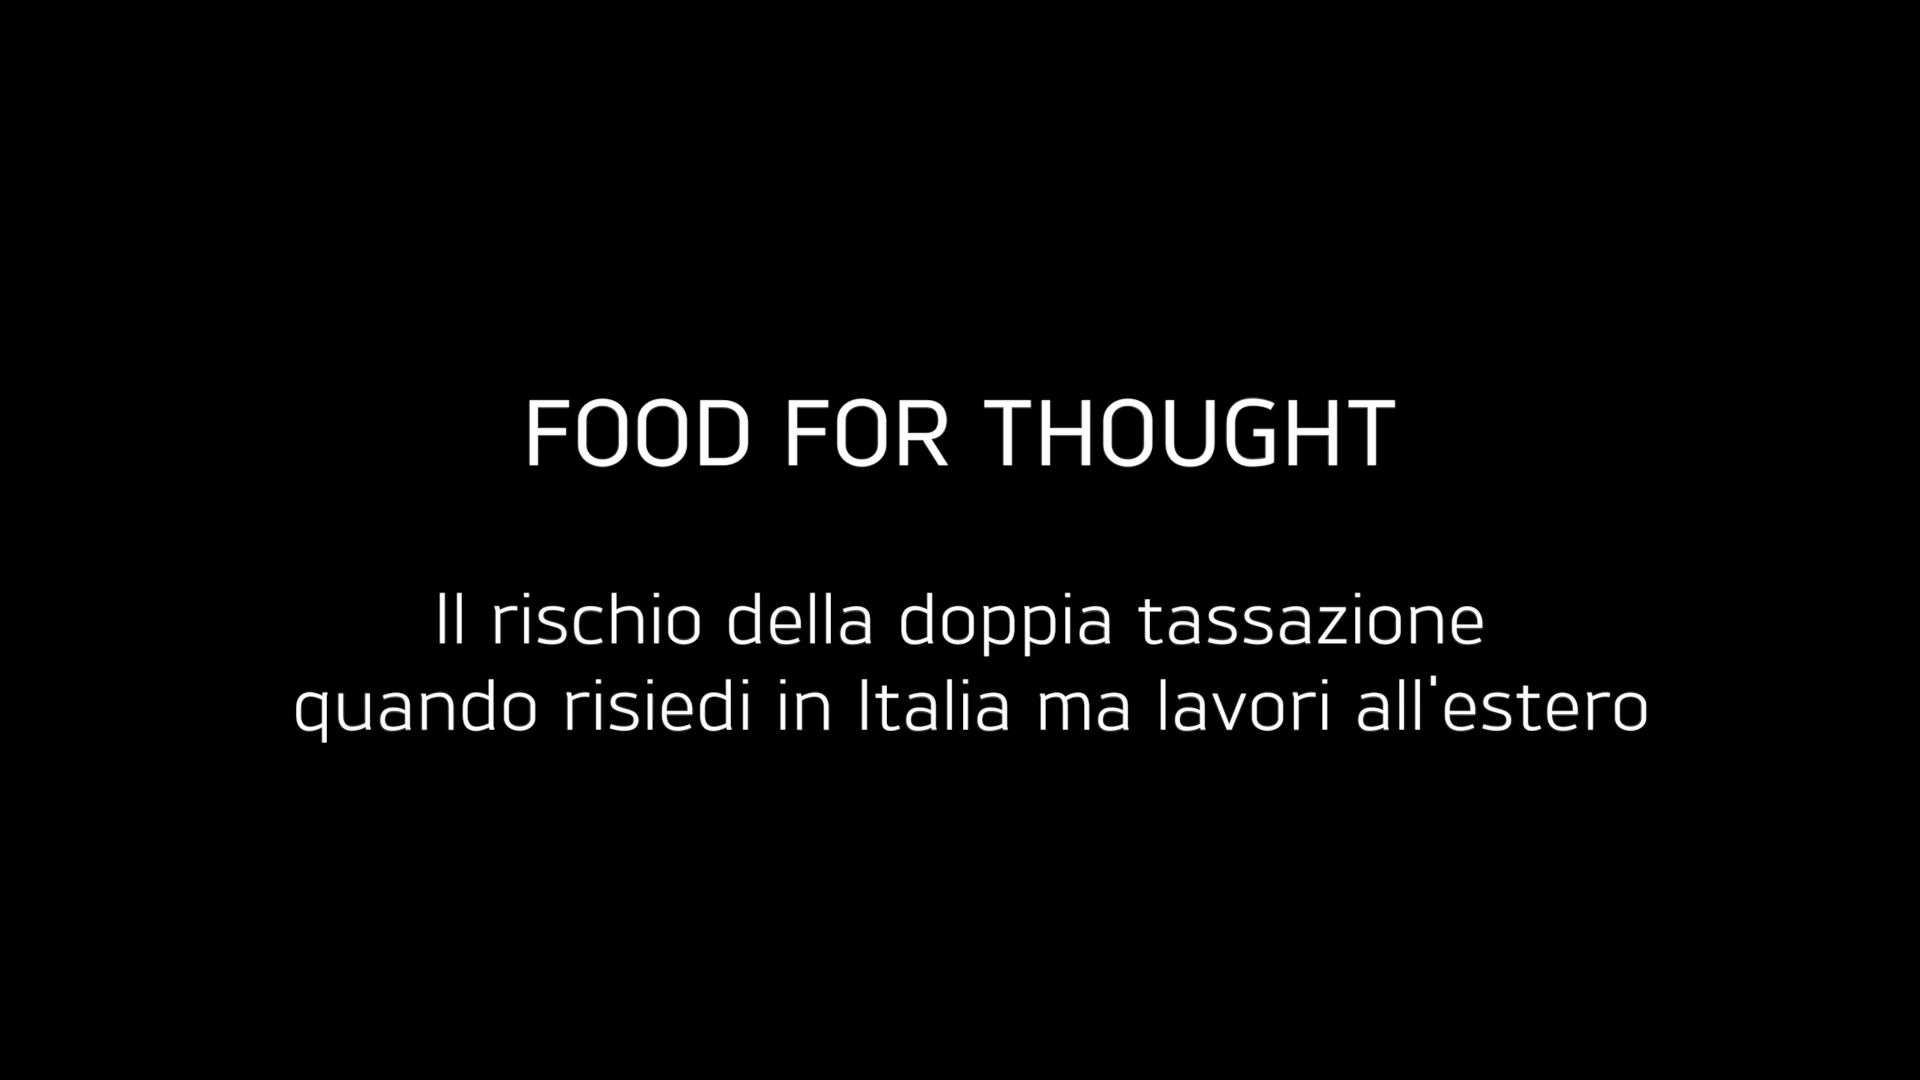 FOOD FOR THOUGHT
Il rischio della doppia tassazione
quando risiedi in Italia ma lavori all'estero